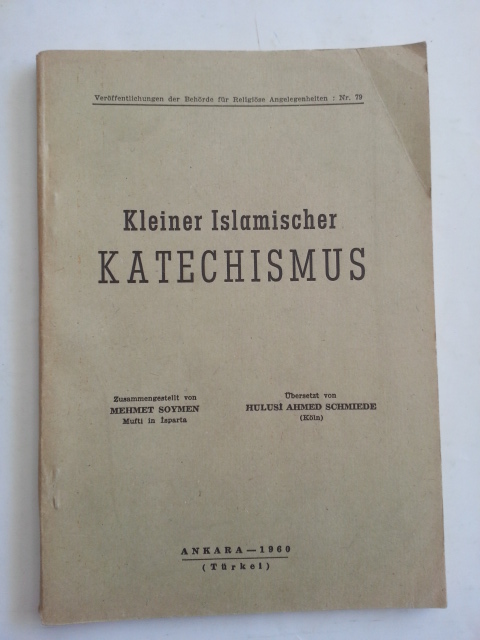 Veröffentlichungen der Behörde für Religiöse Angelegenheiten : Nr. 79
Kleiner Islamischer
KATECHISMUS
Zusammengestellt von
MEHMET SOYMEN
Mufti in İsparta
Übersetzt von
HULUSİ AHMED SCHMIEDE
(Köln)
ANKARA — 1960
(Türkei)